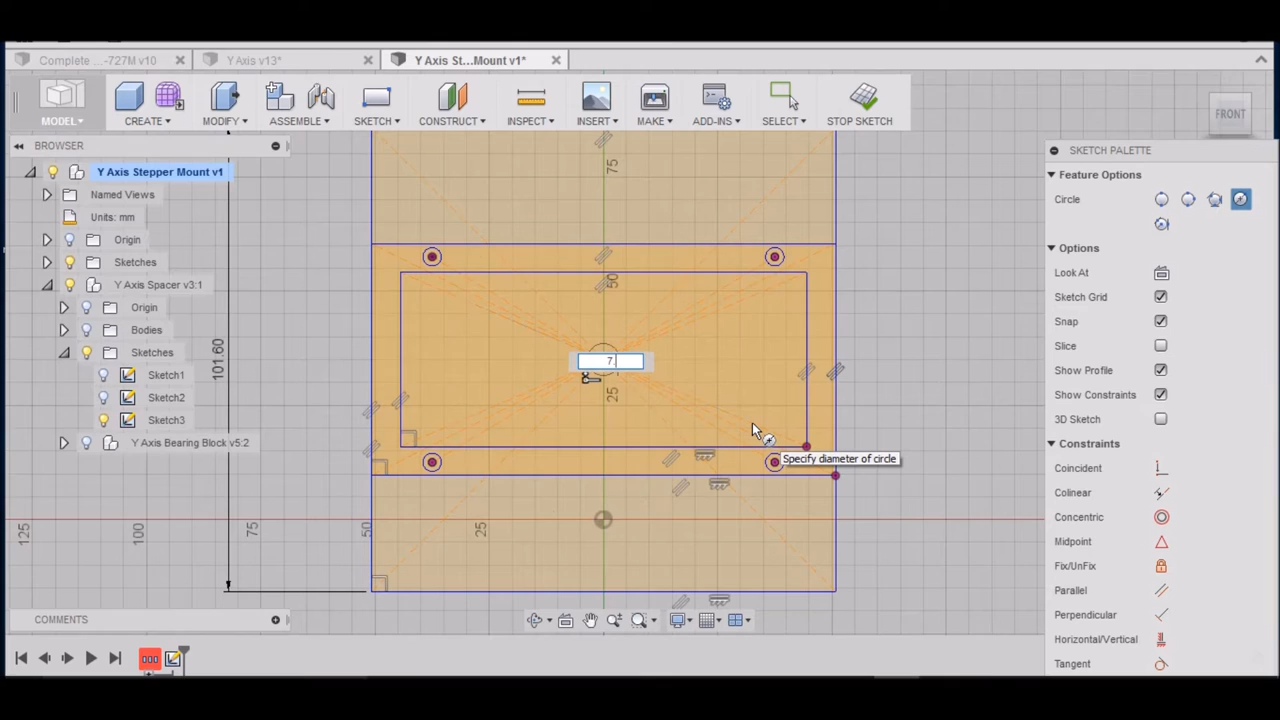 Complete ...-727M v10
Y Axis v13*
Y Axis St...Mount v1*
MODEL
CREATE
MODIFY
ASSEMBLE
SKETCH
CONSTRUCT
INSPECT
INSERT
MAKE
ADD-INS
SELECT
STOP SKETCH
FRONT
BROWSER
Y Axis Stepper Mount v1
Named Views
Units: mm
Origin
Sketches
Y Axis Spacer v3:1
Origin
Bodies
Sketches
Sketch1
Sketch2
Sketch3
Y Axis Bearing Block v5:2
COMMENTS
101.60
75
50
25
125
100
75
50
25
7.
Specify diameter of circle
SKETCH PALETTE
Feature Options
Circle
Options
Look At
Sketch Grid
Snap
Slice
Show Profile
Show Constraints
3D Sketch
Constraints
Coincident
Colinear
Concentric
Midpoint
Fix/UnFix
Parallel
Perpendicular
Horizontal/Vertical
Tangent